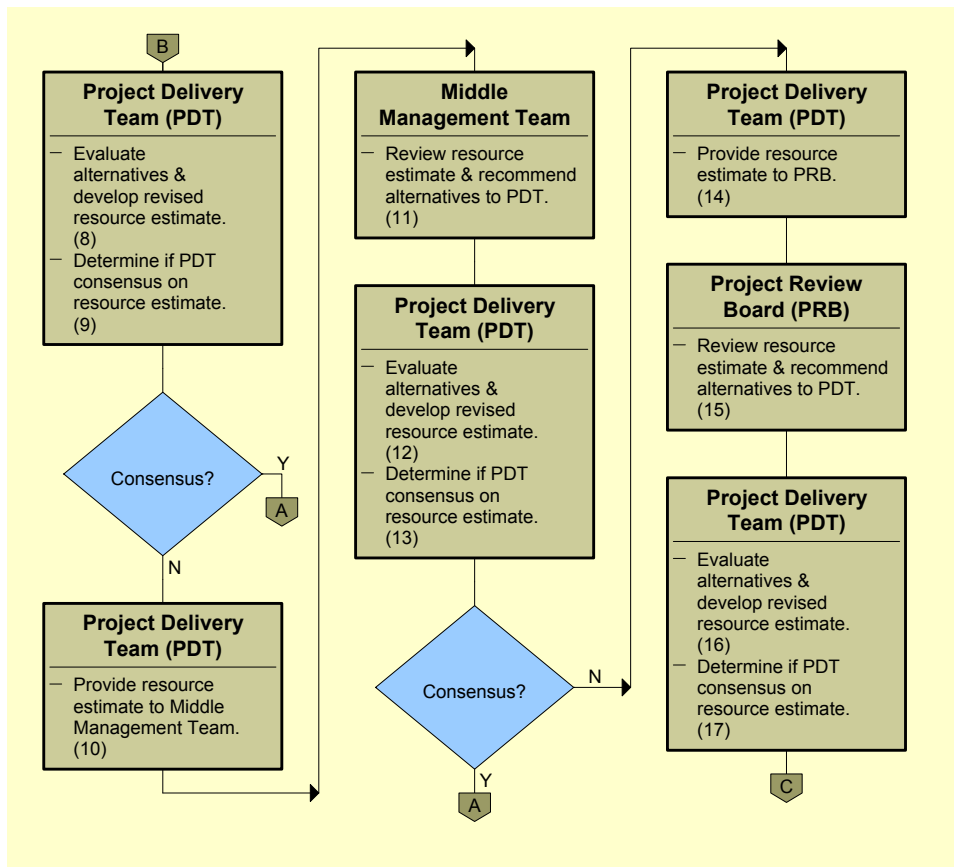 B
Project Delivery
Team (PDT)
— Evaluate
alternatives &
develop revised
resource estimate.
(8)
— Determine if PDT
consensus on
resource estimate.
(9)
Consensus?
Y
A
N
Project Delivery
Team (PDT)
— Provide resource
estimate to Middle
Management Team.
(10)
Middle
Management Team
— Review resource
estimate & recommend
alternatives to PDT.
(11)
Project Delivery
Team (PDT)
— Evaluate
alternatives &
develop revised
resource estimate.
(12)
— Determine if PDT
consensus on
resource estimate.
(13)
Consensus?
N
Y
A
Project Delivery
Team (PDT)
— Provide resource
estimate to PRB.
(14)
Project Review
Board (PRB)
— Review resource
estimate & recommend
alternatives to PDT.
(15)
Project Delivery
Team (PDT)
— Evaluate
alternatives &
develop revised
resource estimate.
(16)
— Determine if PDT
consensus on
resource estimate.
(17)
C